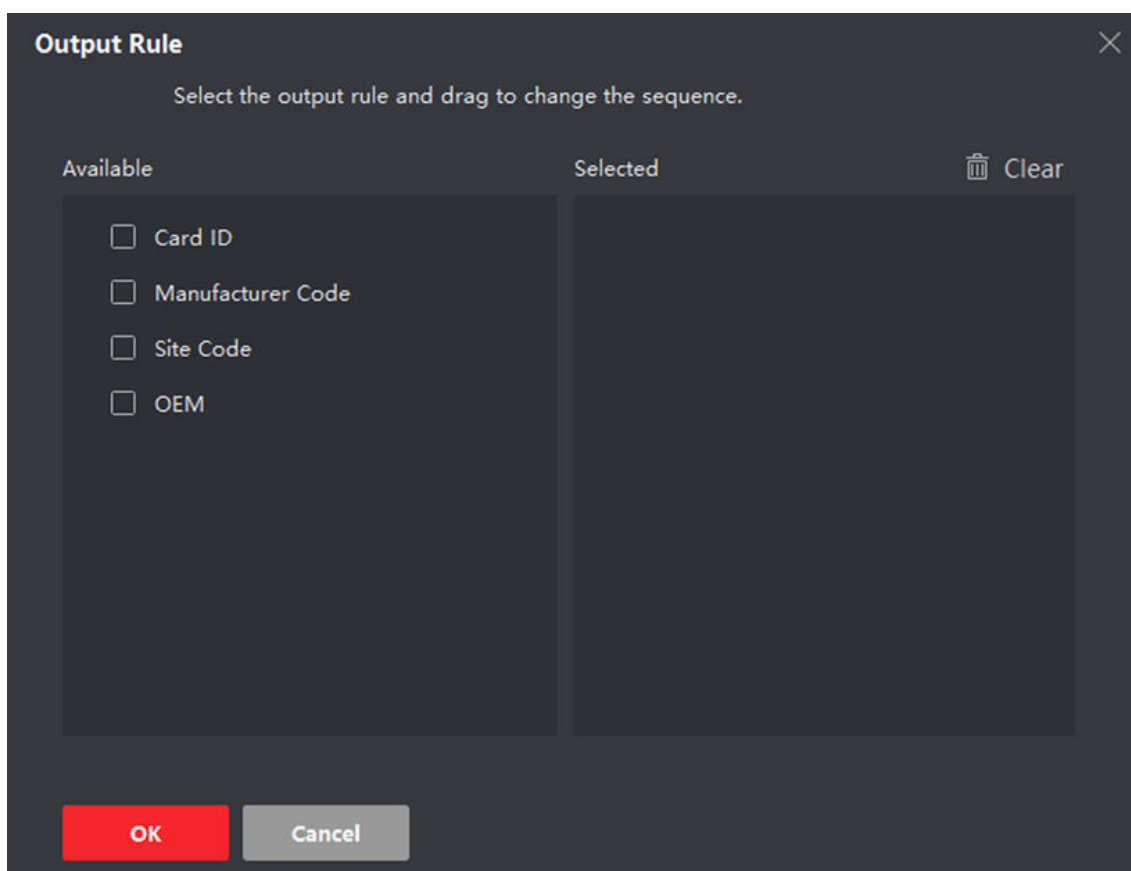 Output Rule
Select the output rule and drag to change the sequence.
Available
Selected
Clear
Card ID
Manufacturer Code
Site Code
OEM
OK
Cancel